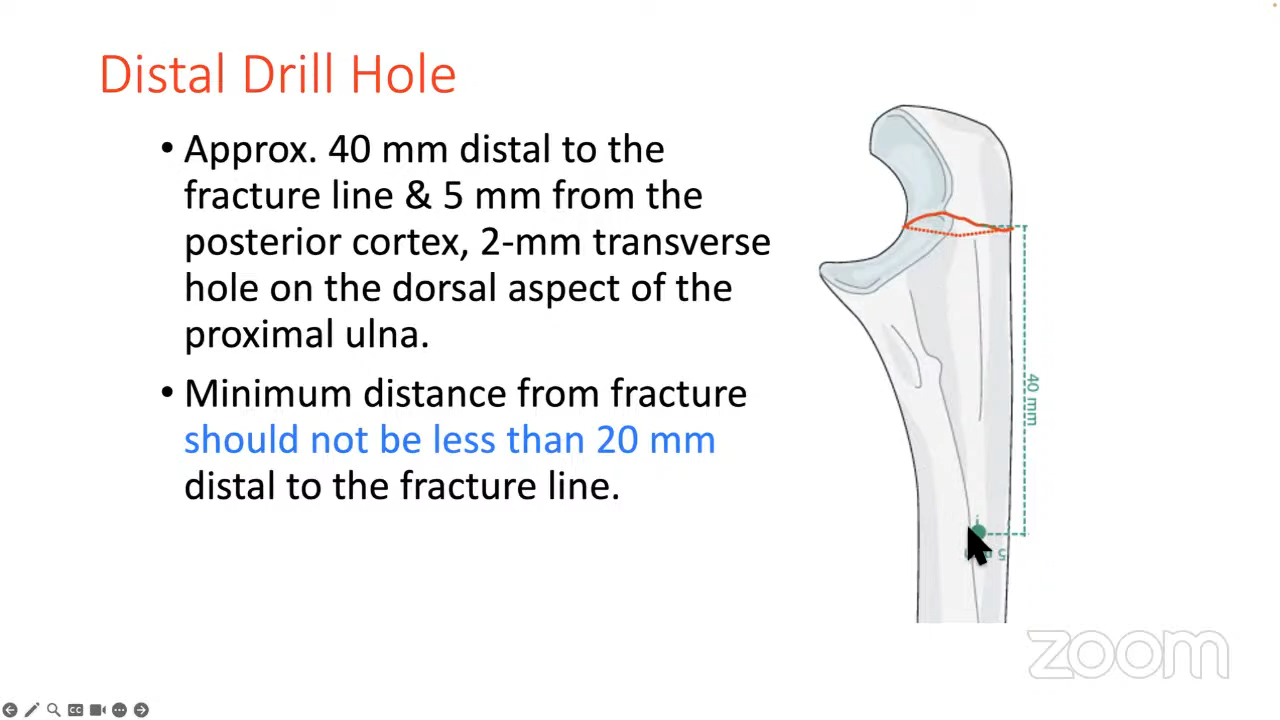 Distal Drill Hole
• Approx. 40 mm distal to the
fracture line & 5 mm from the
posterior cortex, 2-mm transverse
hole on the dorsal aspect of the
proximal ulna.
• Minimum distance from fracture
should not be less than 20 mm
distal to the fracture line.
40 mm
zoom